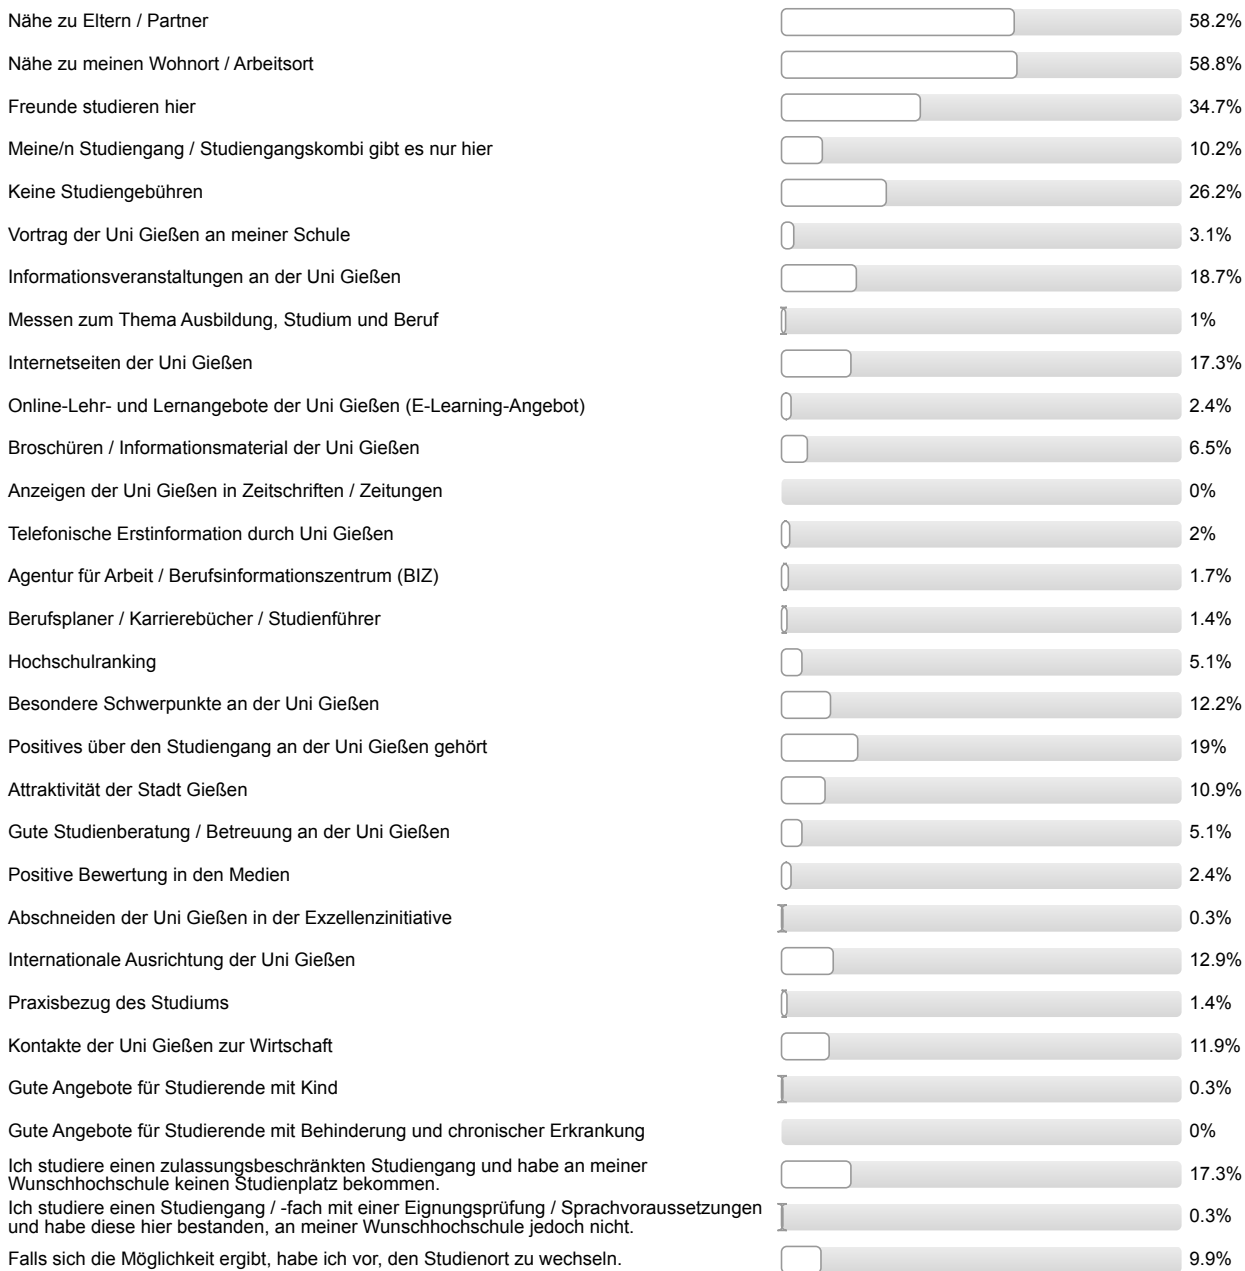 Nähe zu Eltern / Partner 58.2%
Nähe zu meinen Wohnort / Arbeitsort 58.8%
Freunde studieren hier 34.7%
Meine/n Studiengang / Studiengangskombi gibt es nur hier 10.2%
Keine Studiengebühren 26.2%
Vortrag der Uni Gießen an meiner Schule 3.1%
Informationsveranstaltungen an der Uni Gießen 18.7%
Messen zum Thema Ausbildung, Studium und Beruf 1%
Internetseiten der Uni Gießen 17.3%
Online-Lehr- und Lernangebote der Uni Gießen (E-Learning-Angebot) 2.4%
Broschüren / Informationsmaterial der Uni Gießen 6.5%
Anzeigen der Uni Gießen in Zeitschriften / Zeitungen 0%
Telefonische Erstinformation durch Uni Gießen 2%
Agentur für Arbeit / Berufsinformationszentrum (BIZ) 1.7%
Berufsplaner / Karrierebücher / Studienführer 1.4%
Hochschulranking 5.1%
Besondere Schwerpunkte an der Uni Gießen 12.2%
Positives über den Studiengang an der Uni Gießen gehört 19%
Attraktivität der Stadt Gießen 10.9%
Gute Studienberatung / Betreuung an der Uni Gießen 5.1%
Positive Bewertung in den Medien 2.4%
Abschneiden der Uni Gießen in der Exzellenzinitiative 0.3%
Internationale Ausrichtung der Uni Gießen 12.9%
Praxisbezug des Studiums 1.4%
Kontakte der Uni Gießen zur Wirtschaft 11.9%
Gute Angebote für Studierende mit Kind 0.3%
Gute Angebote für Studierende mit Behinderung und chronischer Erkrankung 0%
Ich studiere einen zulassungsbeschränkten Studiengang und habe an meiner
Wunschhochschule keinen Studienplatz bekommen. 17.3%
Ich studiere einen Studiengang / -fach mit einer Eignungsprüfung / Sprachvoraussetzungen
und habe diese hier bestanden, an meiner Wunschhochschule jedoch nicht. 0.3%
Falls sich die Möglichkeit ergibt, habe ich vor, den Studienort zu wechseln. 9.9%